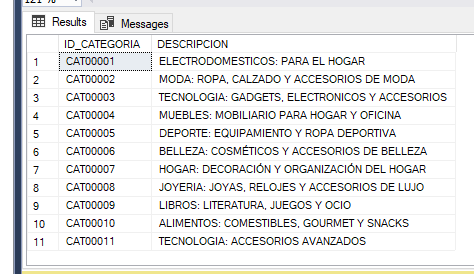 121 %
Results Messages
ID_CATEGORIA DESCRIPCION
1 CAT00001 ELECTRODOMESTICOS: PARA EL HOGAR
2 CAT00002 MODA: ROPA, CALZADO Y ACCESORIOS DE MODA
3 CAT00003 TECNOLOGIA: GADGETS, ELECTRONICOS Y ACCESORIOS
4 CAT00004 MUEBLES: MOBILIARIO PARA HOGAR Y OFICINA
5 CAT00005 DEPORTE: EQUIPAMIENTO Y ROPA DEPORTIVA
6 CAT00006 BELLEZA: COSMÉTICOS Y ACCESORIOS DE BELLEZA
7 CAT00007 HOGAR: DECORACIÓN Y ORGANIZACIÓN DEL HOGAR
8 CAT00008 JOYERIA: JOYAS, RELOJES Y ACCESORIOS DE LUJO
9 CAT00009 LIBROS: LITERATURA, JUEGOS Y OCIO
10 CAT00010 ALIMENTOS: COMESTIBLES, GOURMET Y SNACKS
11 CAT00011 TECNOLOGIA: ACCESORIOS AVANZADOS